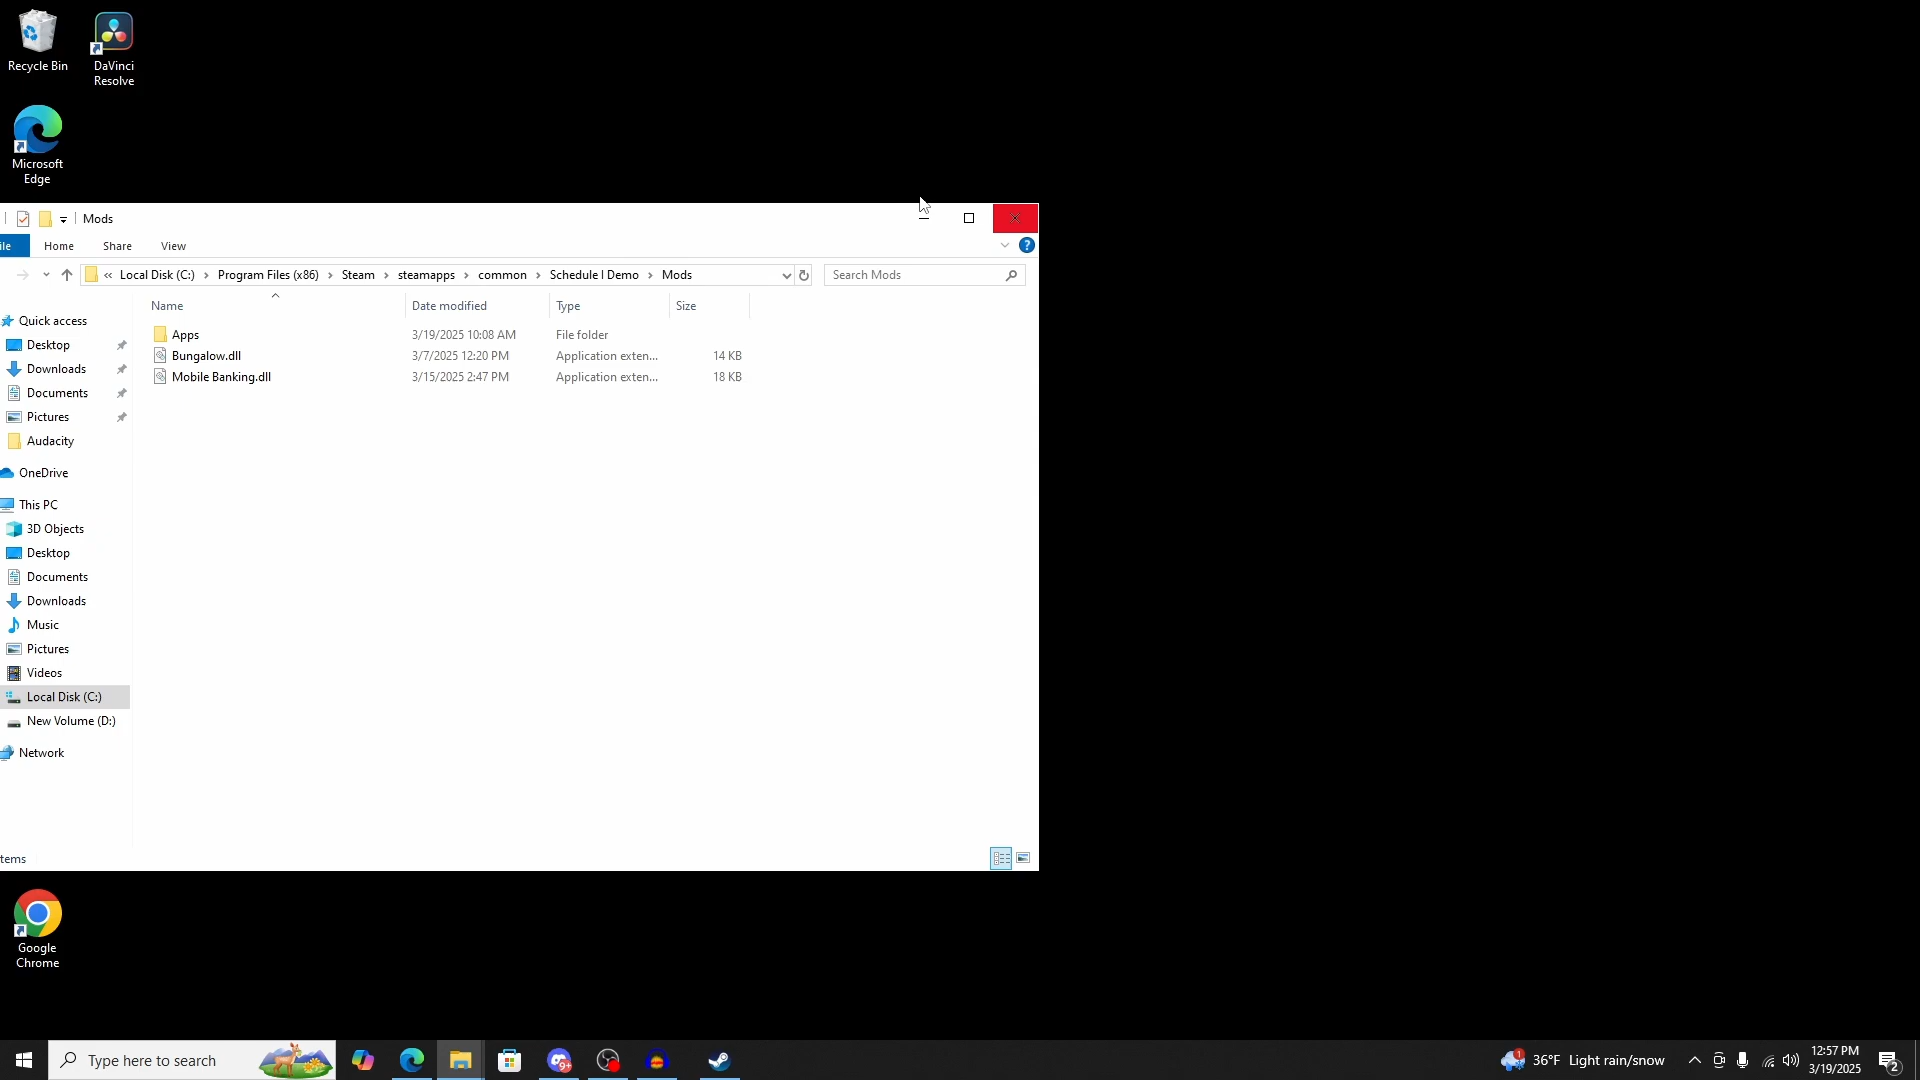 Recycle Bin
DaVinci
Resolve
Microsoft
Edge
Mods
ile
Home
Share
View
?
« Local Disk (C:) › Program Files (x86) › Steam › steamapps › common › Schedule I Demo › Mods
Search Mods
Name
Date modified
Type
Size
Apps
3/19/2025 10:08 AM
File folder
Bungalow.dll
3/7/2025 12:20 PM
Application exten...
14 KB
Mobile Banking.dll
3/15/2025 2:47 PM
Application exten...
18 KB
Quick access
Desktop
Downloads
Documents
Pictures
Audacity
OneDrive
This PC
3D Objects
Desktop
Documents
Downloads
Music
Pictures
Videos
Local Disk (C:)
New Volume (D:)
Network
tems
Google
Chrome
Type here to search
9+
1
36°F Light rain/snow
12:57 PM
3/19/2025
2